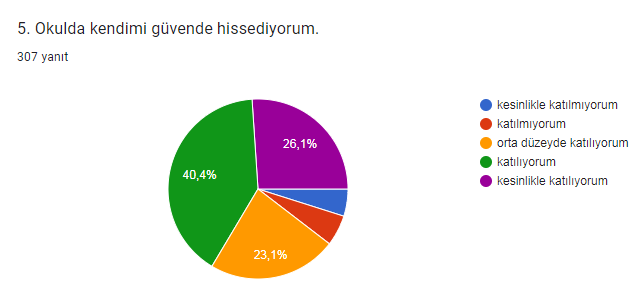 5. Okulda kendimi güvende hissediyorum.
307 yanıt
kesinlikle katılmıyorum
katılmıyorum
orta düzeyde katılıyorum
katılıyorum
kesinlikle katılıyorum
26,1%
40,4%
23,1%